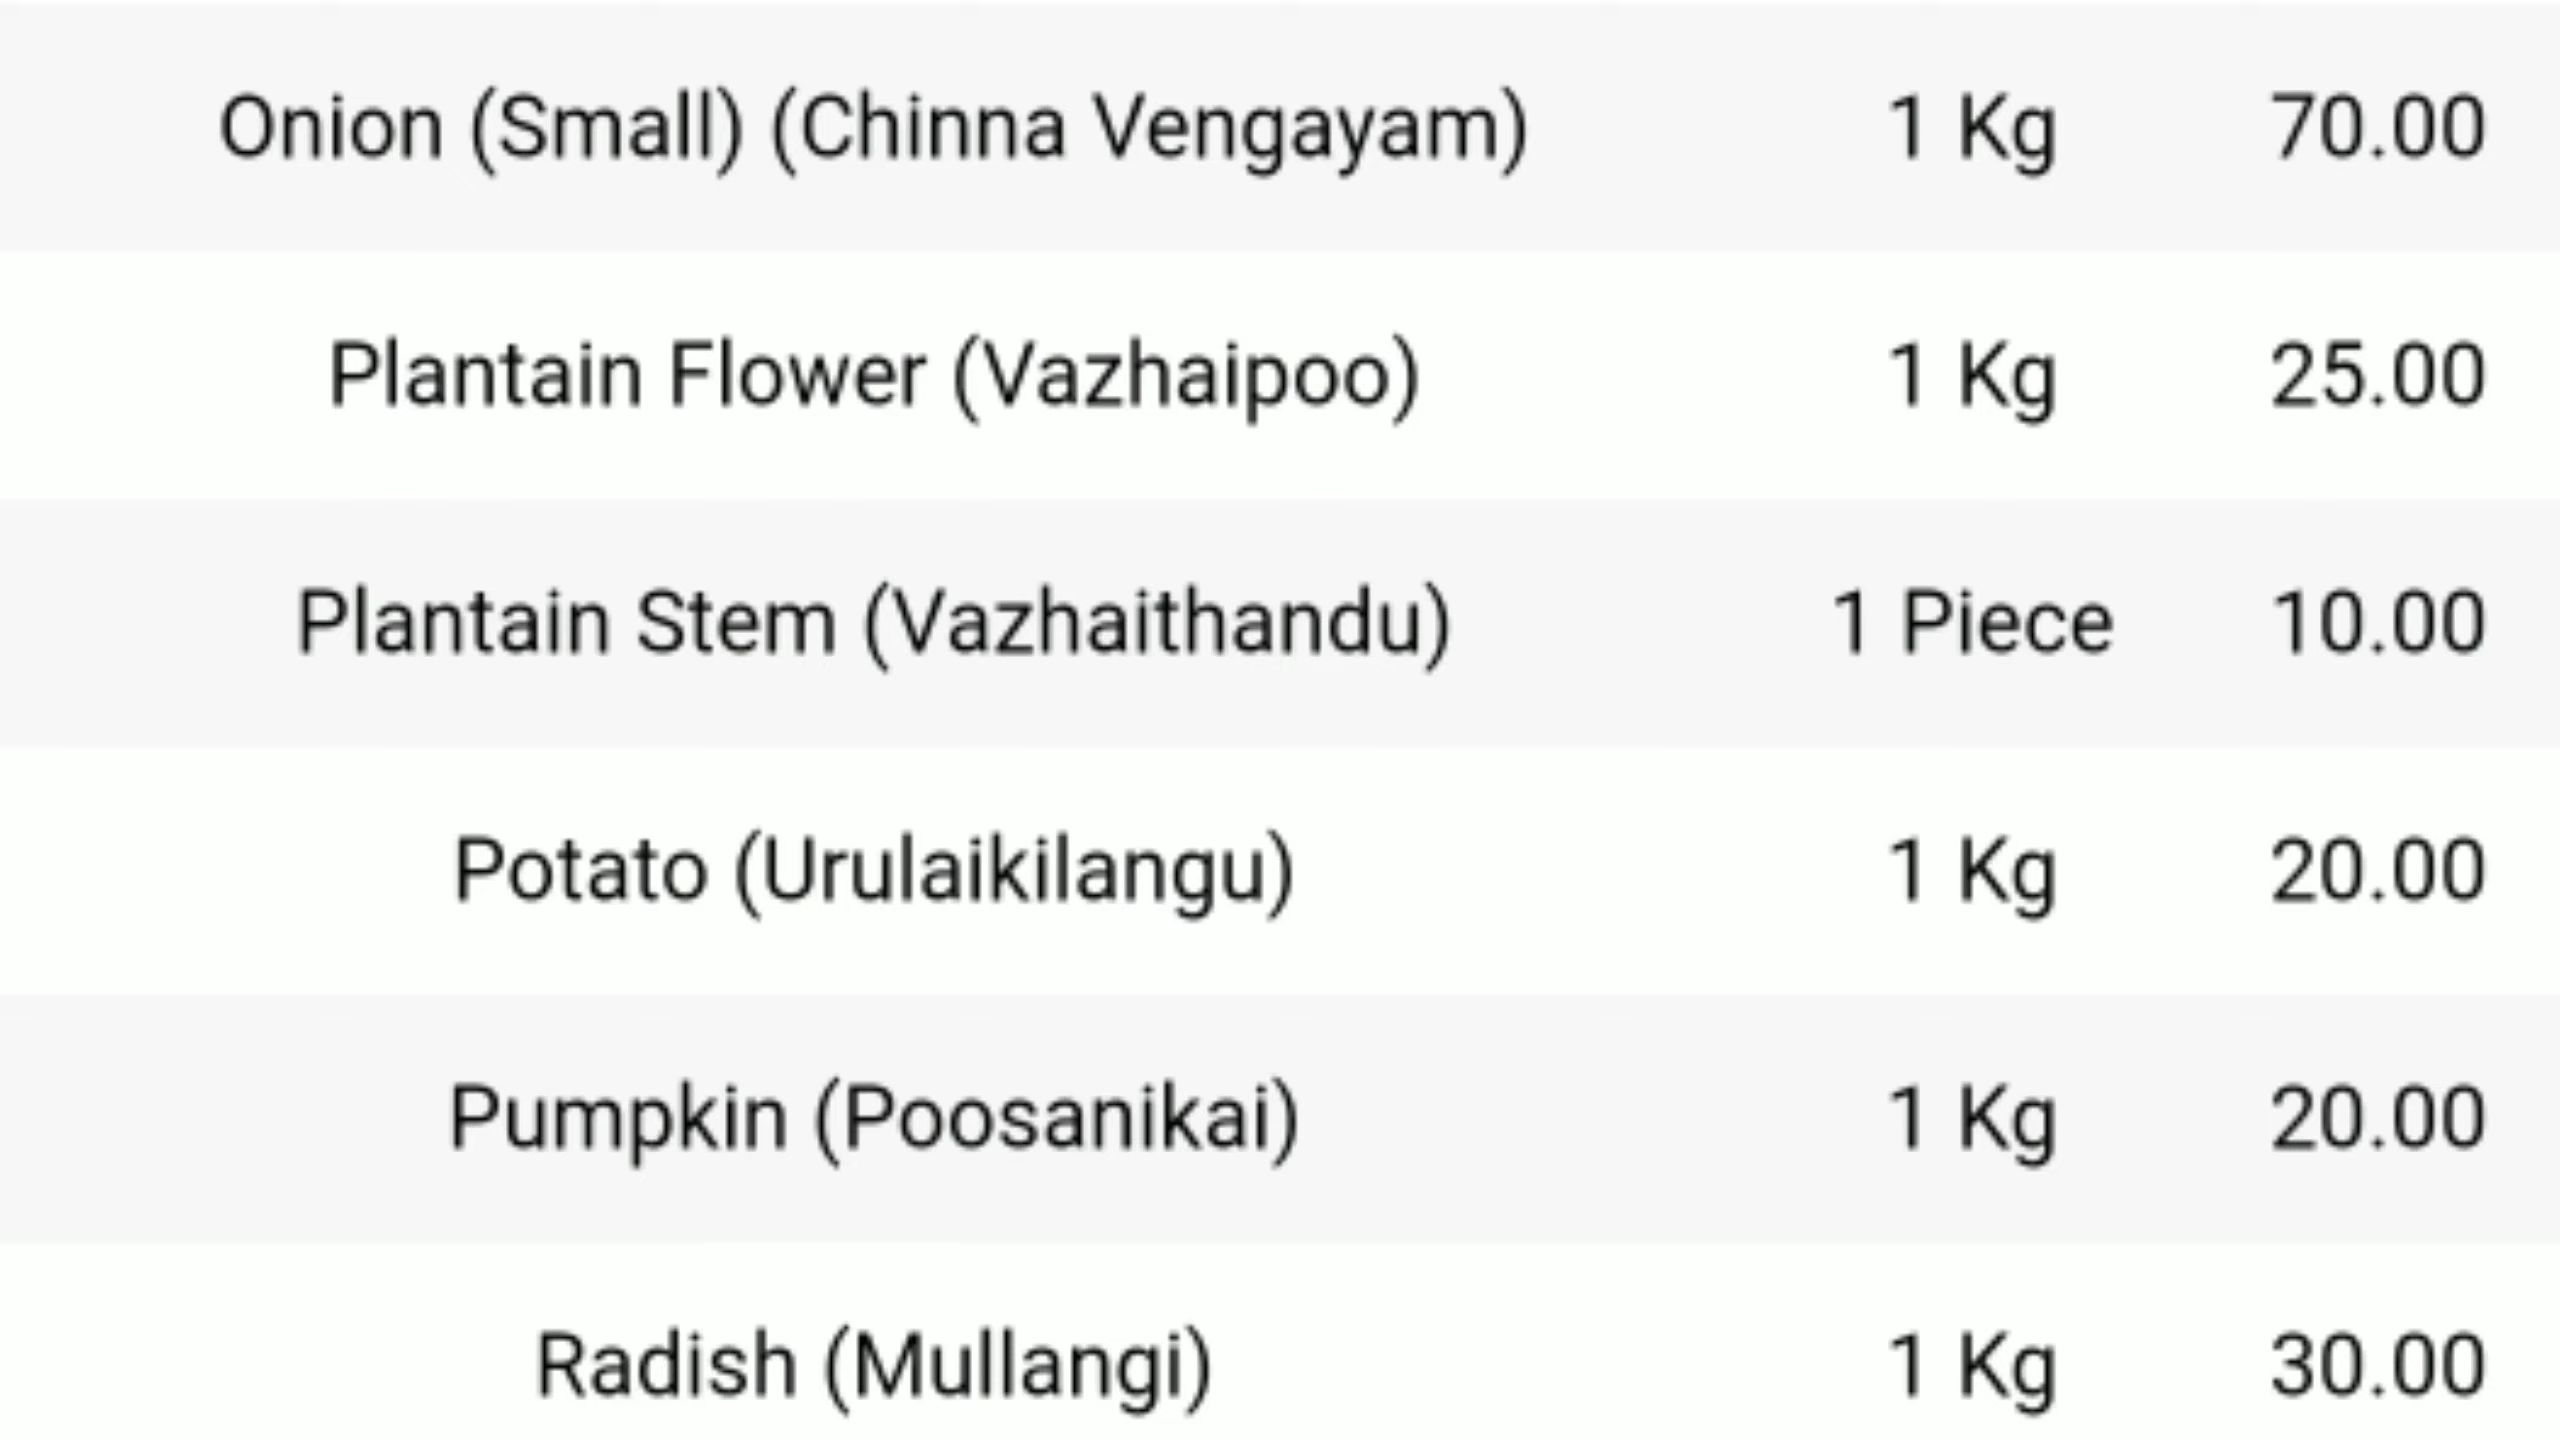 Onion (Small) (Chinna Vengayam) 1 Kg 70.00
Plantain Flower (Vazhaipoo) 1 Kg 25.00
Plantain Stem (Vazhaithandu) 1 Piece 10.00
Potato (Urulaikilangu) 1 Kg 20.00
Pumpkin (Poosanikai) 1 Kg 20.00
Radish (Mullangi) 1 Kg 30.00